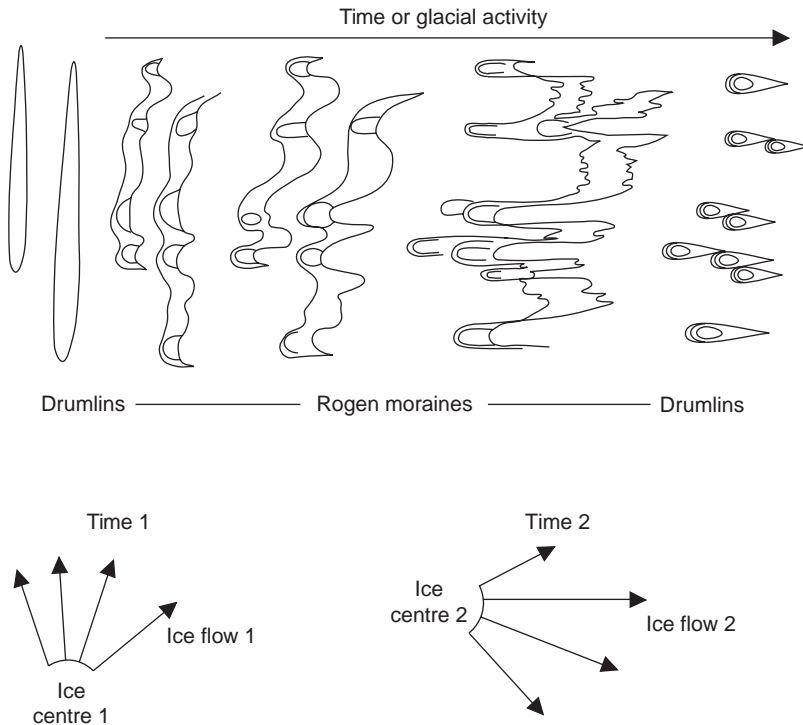 Time or glacial activity
Drumlins
Rogen moraines
Drumlins
Time 1
Ice flow 1
Ice
centre 1
Time 2
Ice
centre 2
Ice flow 2